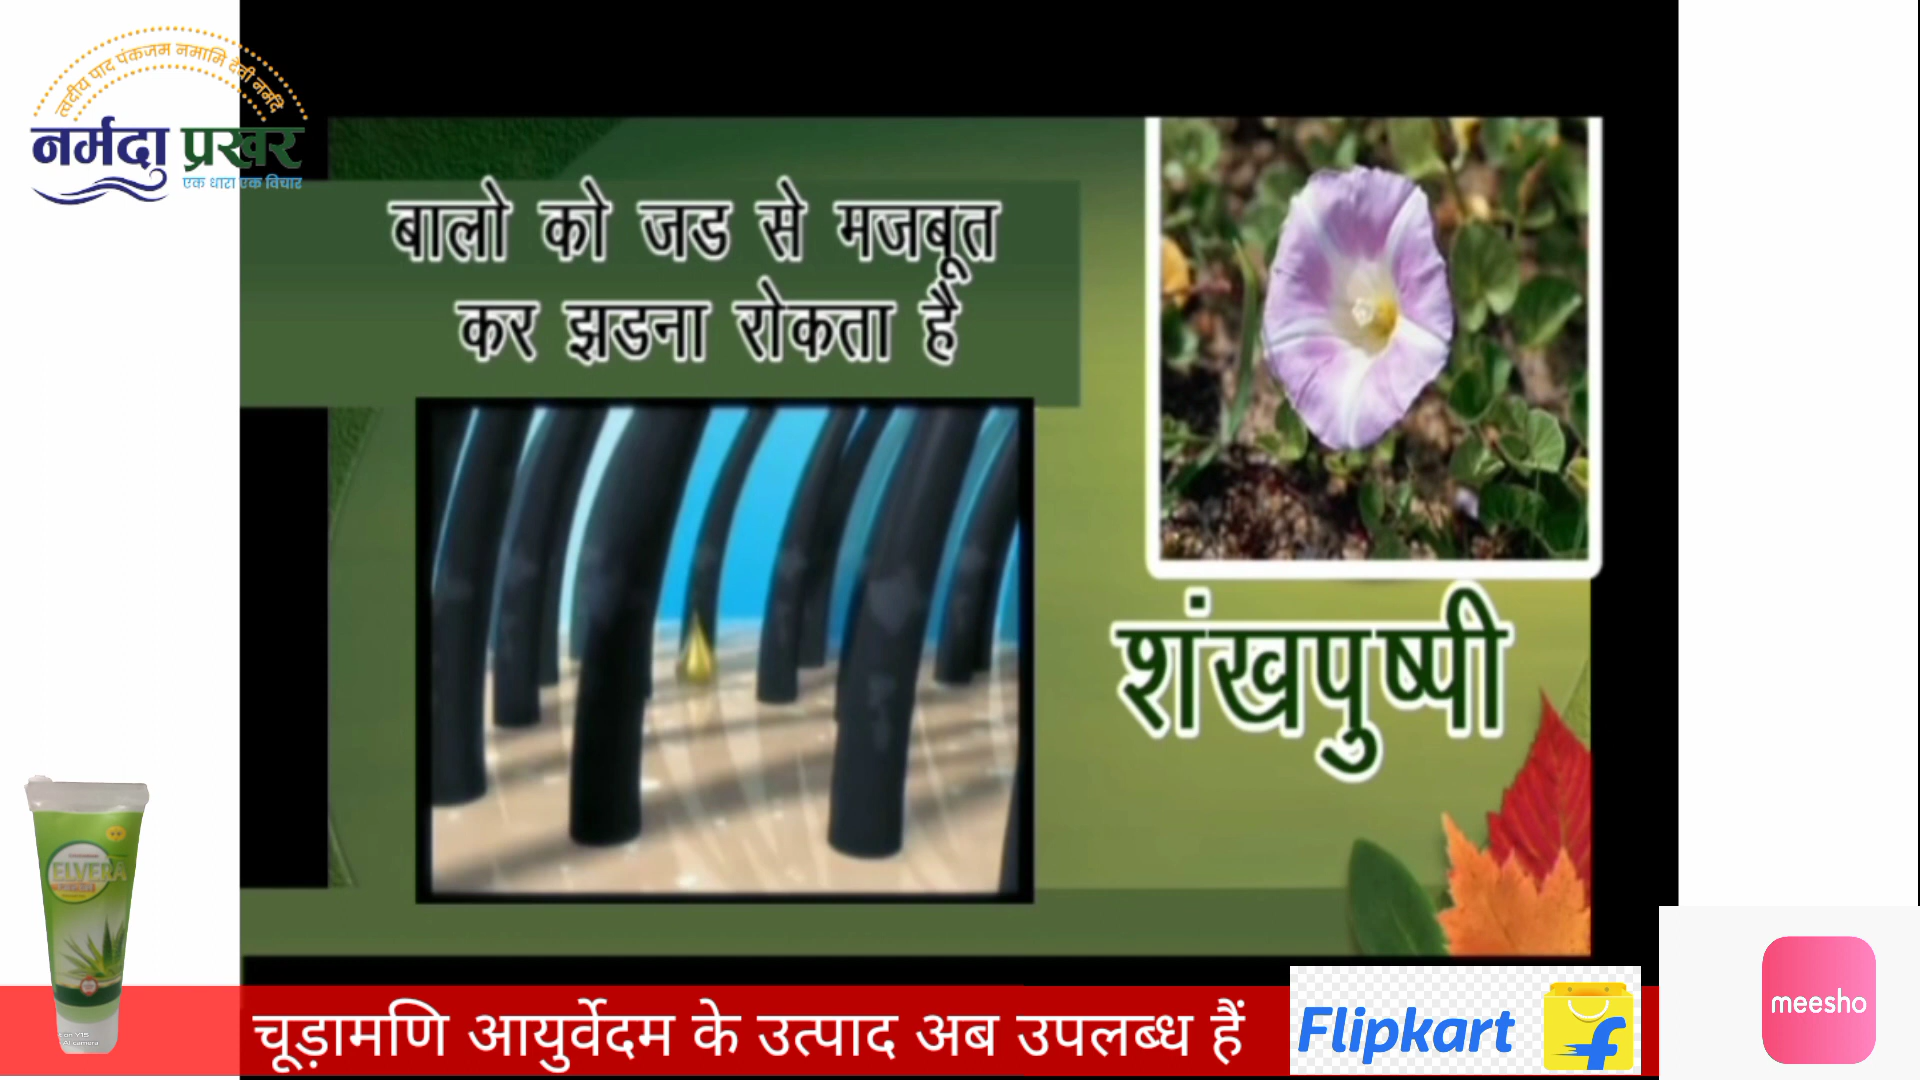 त्वदीय पाद पंकजम नमामि देवी नर्मदे
नर्मदा प्रखर
एक धारा एक विचार
बालो को जड से मजबूत
कर झडना रोकता है
शंखपुष्पी
ELVERA
चूड़ामणि आयुर्वेदम के उत्पाद अब उपलब्ध हैं
Flipkart
meesho